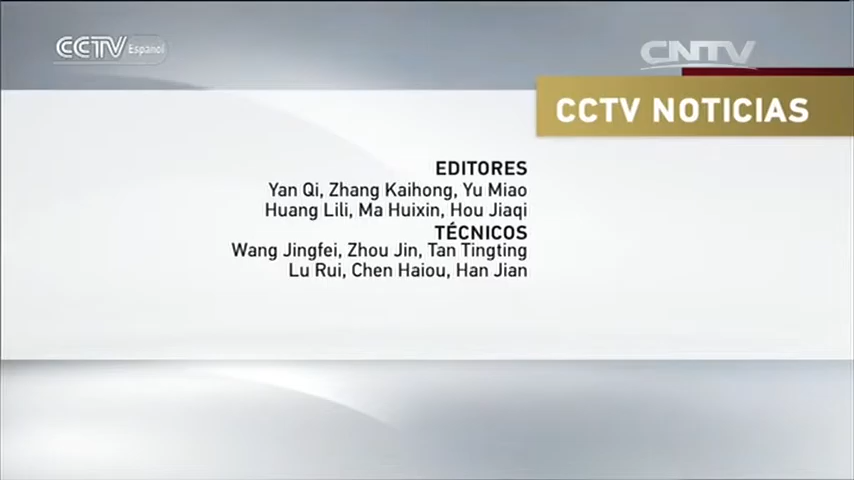 CCTV Español
CNTV
CCTV NOTICIAS
EDITORES
Yan Qi, Zhang Kaihong, Yu Miao
Huang Lili, Ma Huixin, Hou Jiaqi
TÉCNICOS
Wang Jingfei, Zhou Jin, Tan Tingting
Lu Rui, Chen Haiou, Han Jian